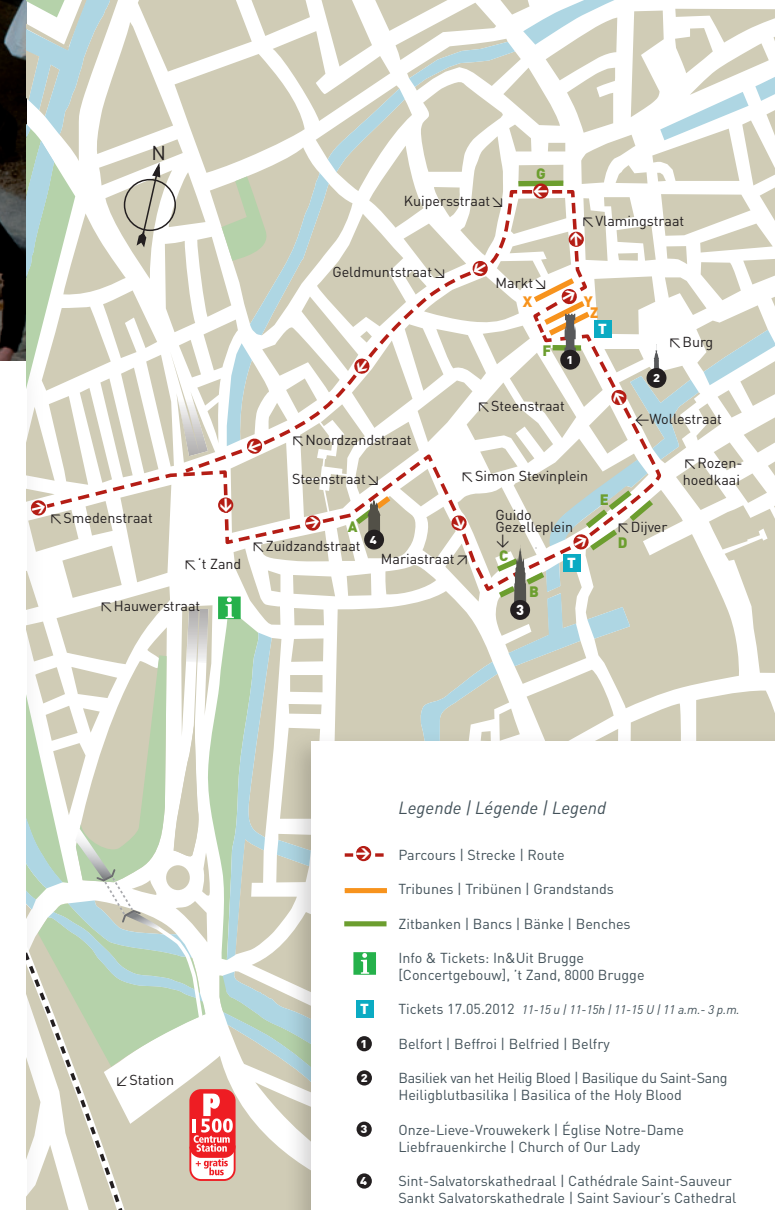 N
G
Kuipersstraat
Vlamingstraat
Geldmuntstraat
Markt
X
Y
Z
T
F
1
Burg
2
Steenstraat
Wollestraat
Noordzandstraat
Steenstraat
Simon Stevinplein
Rozen-
hoedkaai
Smedenstraat
A
4
Zuidzandstraat
Guido
Gezelleplein
E
Dijver
D
C
Mariastraat
T
B
3
't Zand
Hauwerstraat
i
Station
P
1500
Centrum
Station
+ gratis
bus
Legende | Légende | Legend
Parcours | Strecke | Route
Tribunes | Tribünen | Grandstands
Zitbanken | Bancs | Bänke | Benches
i Info & Tickets: In&Uit Brugge
[Concertgebouw], 't Zand, 8000 Brugge
T Tickets 17.05.2012 11-15 u | 11-15h | 11-15 U | 11 a.m.- 3 p.m.
1 Belfort | Beffroi | Belfried | Belfry
2 Basiliek van het Heilig Bloed | Basilique du Saint-Sang
Heiligblutbasilika | Basilica of the Holy Blood
3 Onze-Lieve-Vrouwekerk | Église Notre-Dame
Liebfrauenkirche | Church of Our Lady
4 Sint-Salvatorskathedraal | Cathédrale Saint-Sauveur
Sankt Salvatorskathedrale | Saint Saviour's Cathedral